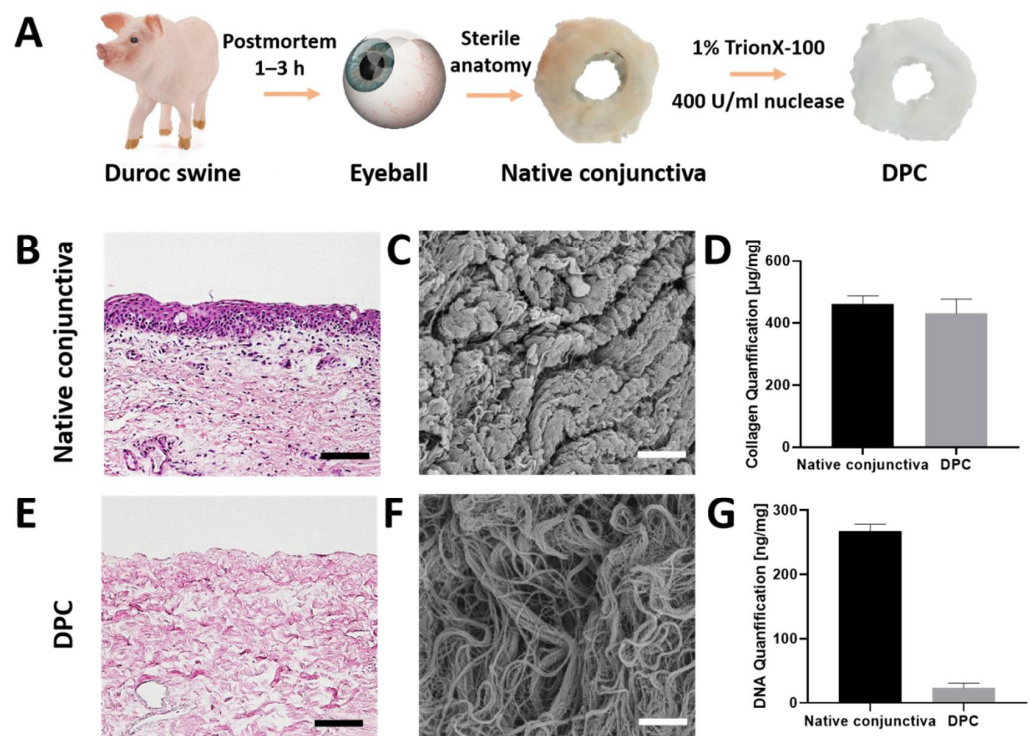 A
Postmortem
1–3 h
Sterile
anatomy
1% TrionX-100
400 U/ml nuclease
Duroc swine
Eyeball
Native conjunctiva
DPC
B
C
D
Native conjunctiva
Collagen Quanfification [µg/mg]
600
400
200
0
Native conjunctiva
DPC
E
F
G
DPC
DNA Quanfification [ng/mg]
300
200
100
0
Native conjunctiva
DPC